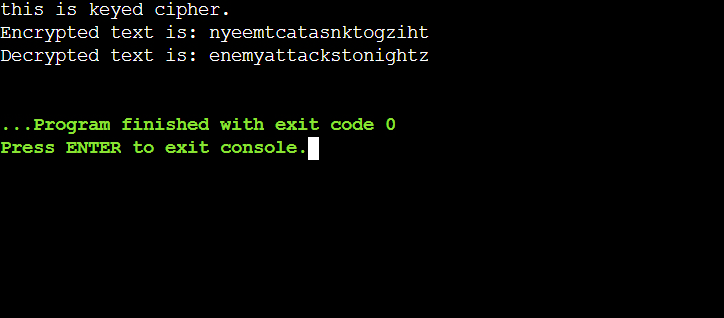 this is keyed cipher.
Encrypted text is: nyeemtcatasnktogziht
Decrypted text is: enemyattackstonightz
...Program finished with exit code 0
Press ENTER to exit console.